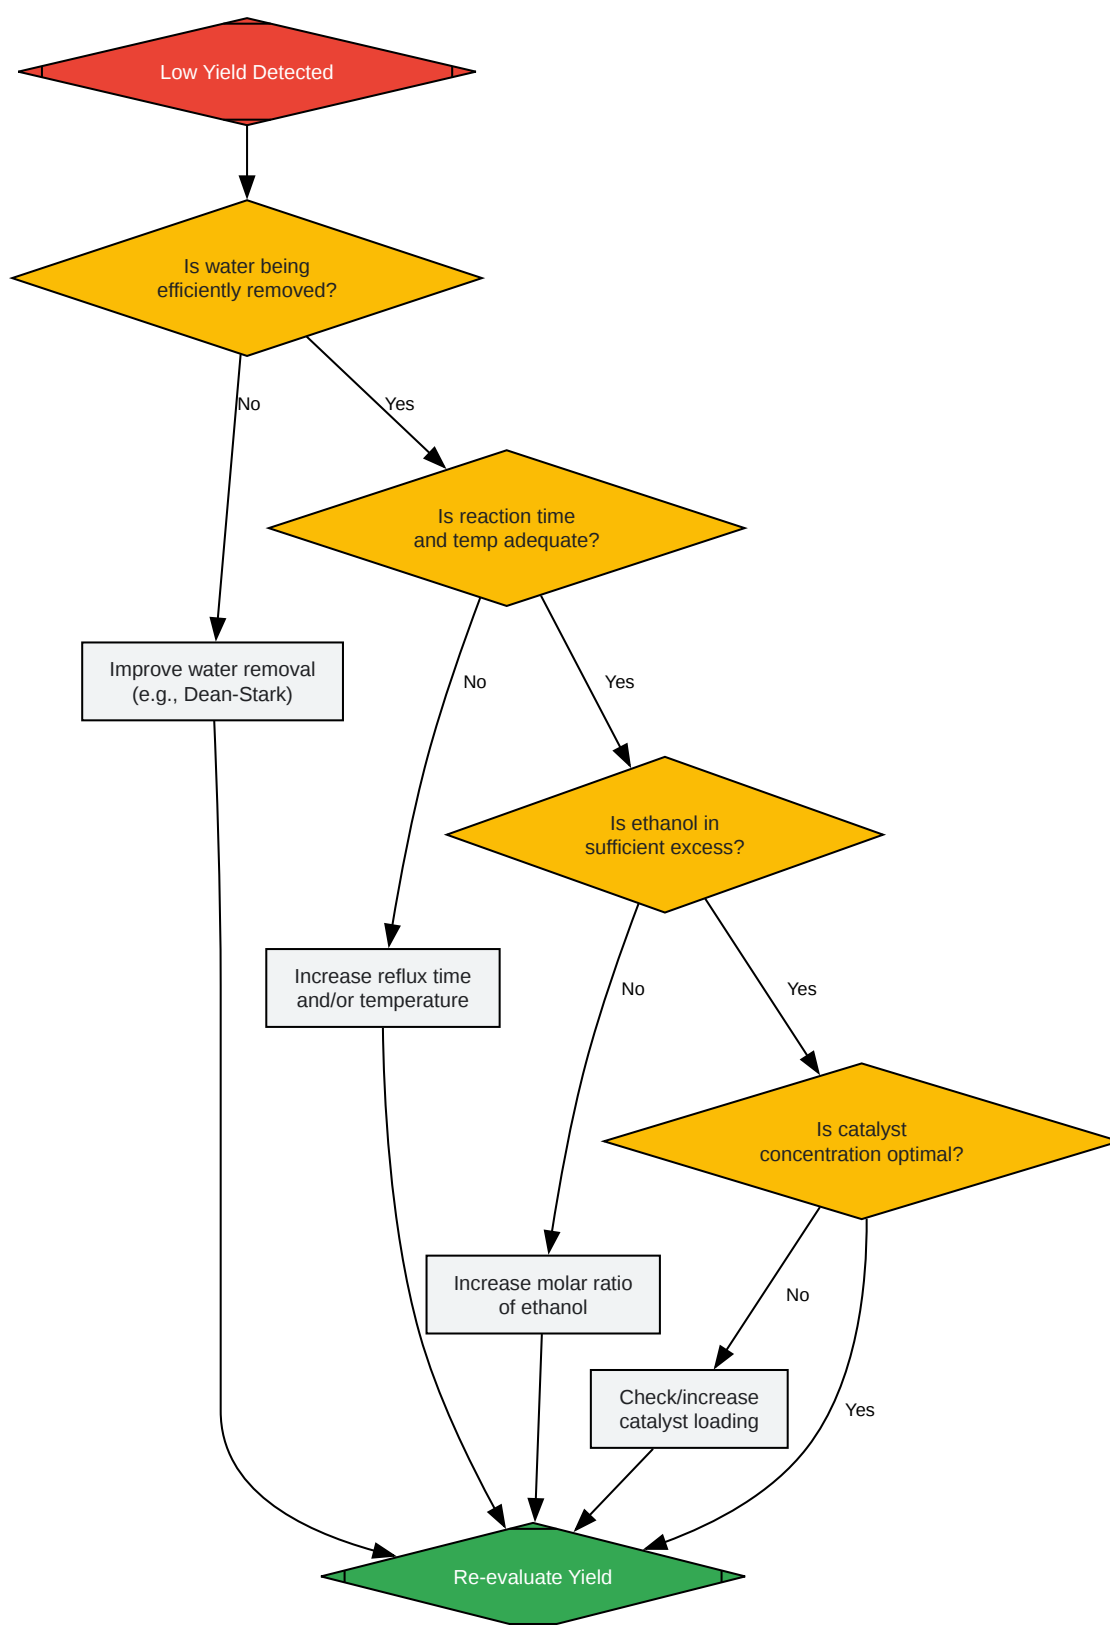 Low Yield Detected
Is water being
efficiently removed?
No
Yes
Is reaction time
and temp adequate?
Improve water removal
(e.g., Dean-Stark)
No
Yes
Is ethanol in
sufficient excess?
Increase reflux time
and/or temperature
No
Yes
Is catalyst
concentration optimal?
Increase molar ratio
of ethanol
No
Check/increase
catalyst loading
Yes
Re-evaluate Yield